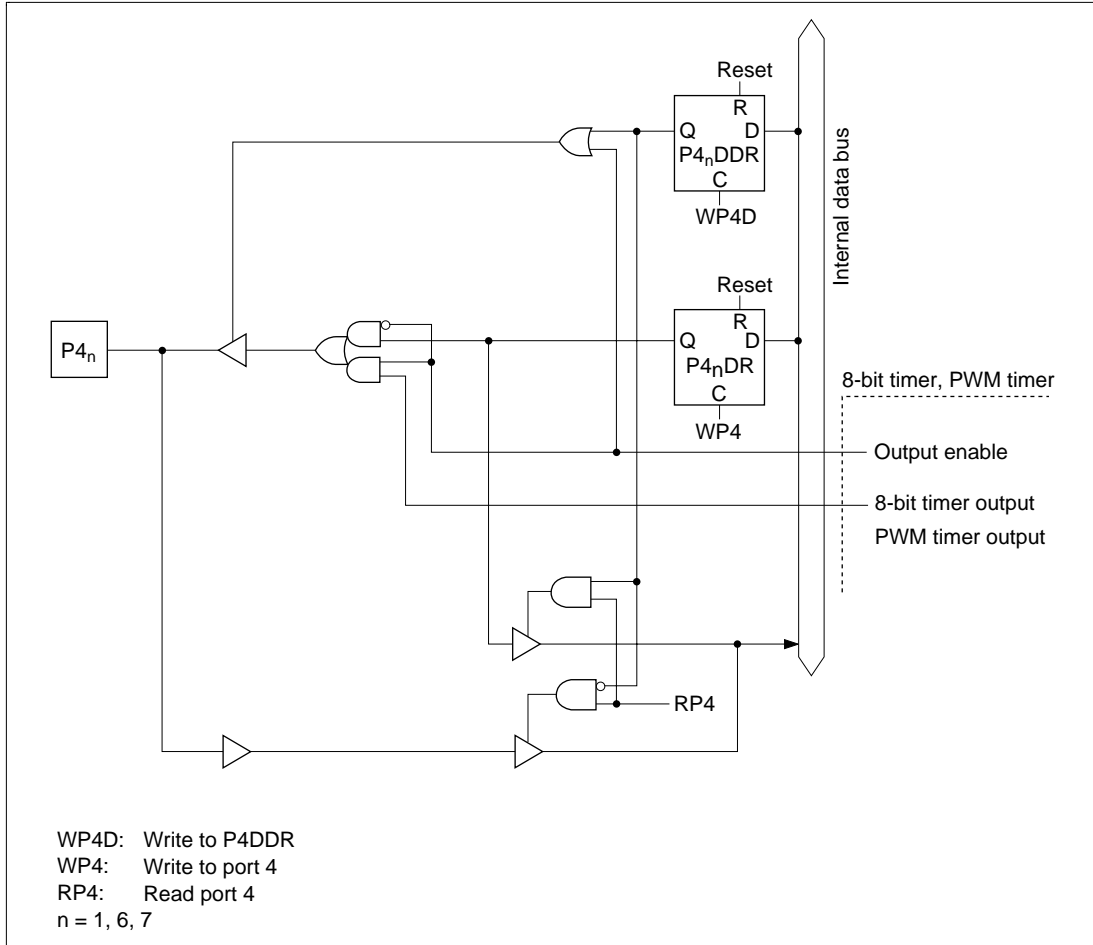 Reset
R
Q D
P4nDDR
C
WP4D
Internal data bus
Reset
R
Q D
P4nDR
C
WP4
P4n
8-bit timer, PWM timer
Output enable
8-bit timer output
PWM timer output
RP4
WP4D: Write to P4DDR
WP4: Write to port 4
RP4: Read port 4
n = 1, 6, 7